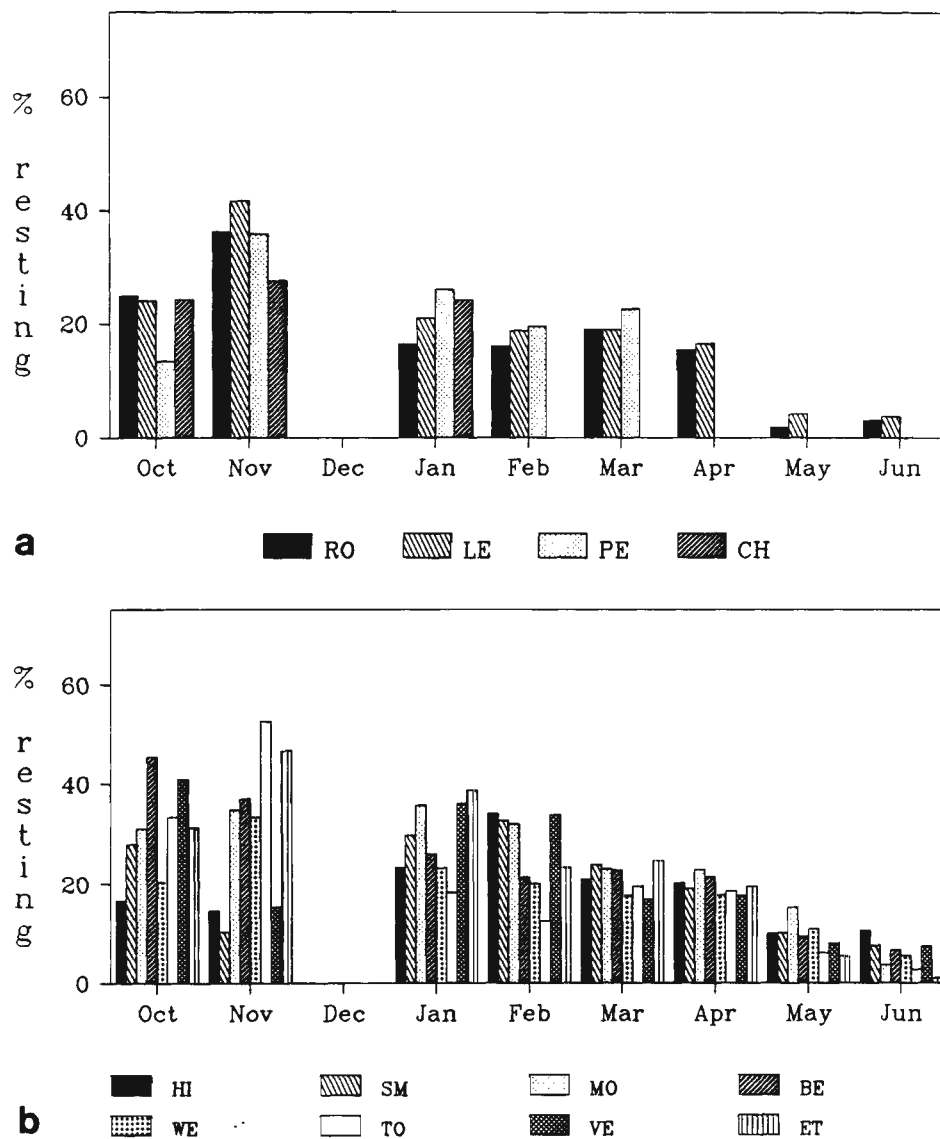 % resting
60
40
20
0
Oct Nov Dec Jan Feb Mar Apr May Jun
a RO LE PE CH
% resting
60
40
20
0
Oct Nov Dec Jan Feb Mar Apr May Jun
HI SM MO BE
b WE TO VE ET